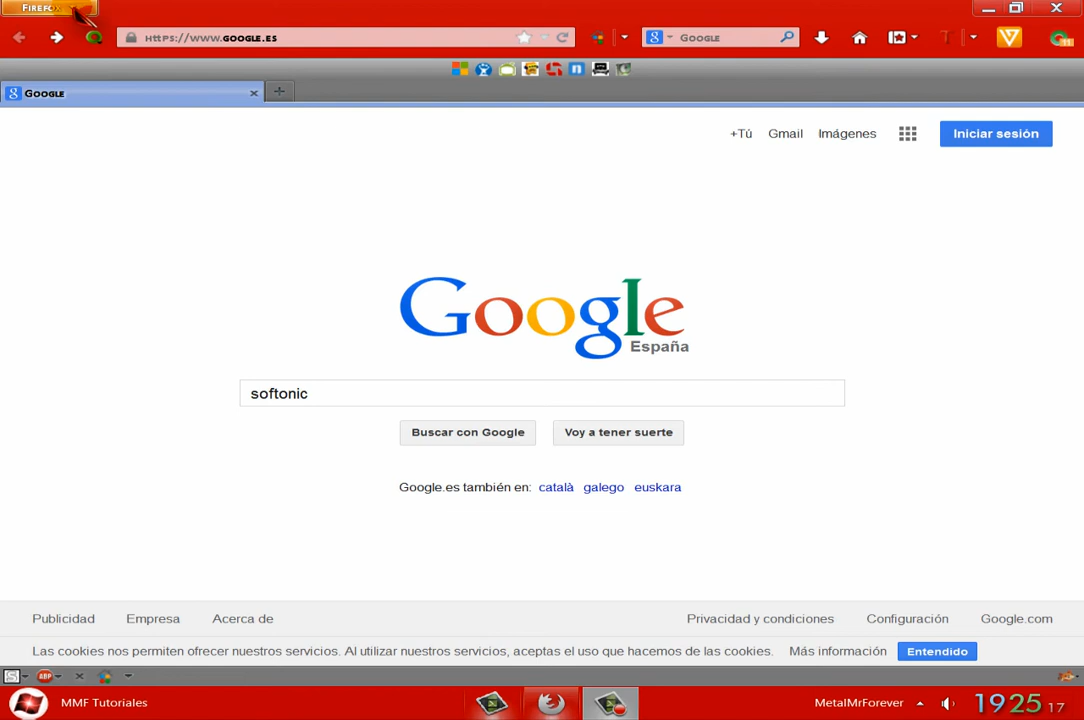 Firefox
https://www.google.es
Google
Google
+Tú Gmail Imágenes Iniciar sesión
Google
España
softonic
Buscar con Google Voy a tener suerte
Google.es también en: català galego euskara
Publicidad Empresa Acerca de Privacidad y condiciones Configuración Google.com
Las cookies nos permiten ofrecer nuestros servicios. Al utilizar nuestros servicios, aceptas el uso que hacemos de las cookies. Más información Entendido
ABP
MMF Tutoriales MetalMrForever 19 25 17